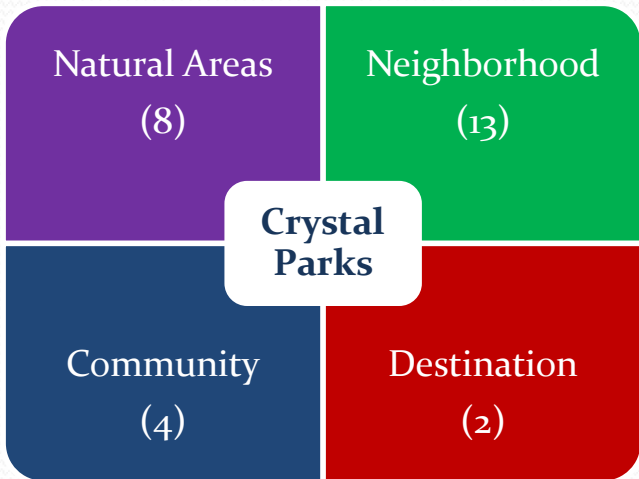 Natural Areas
(8)
Neighborhood
(13)
Crystal
Parks
Community
(4)
Destination
(2)